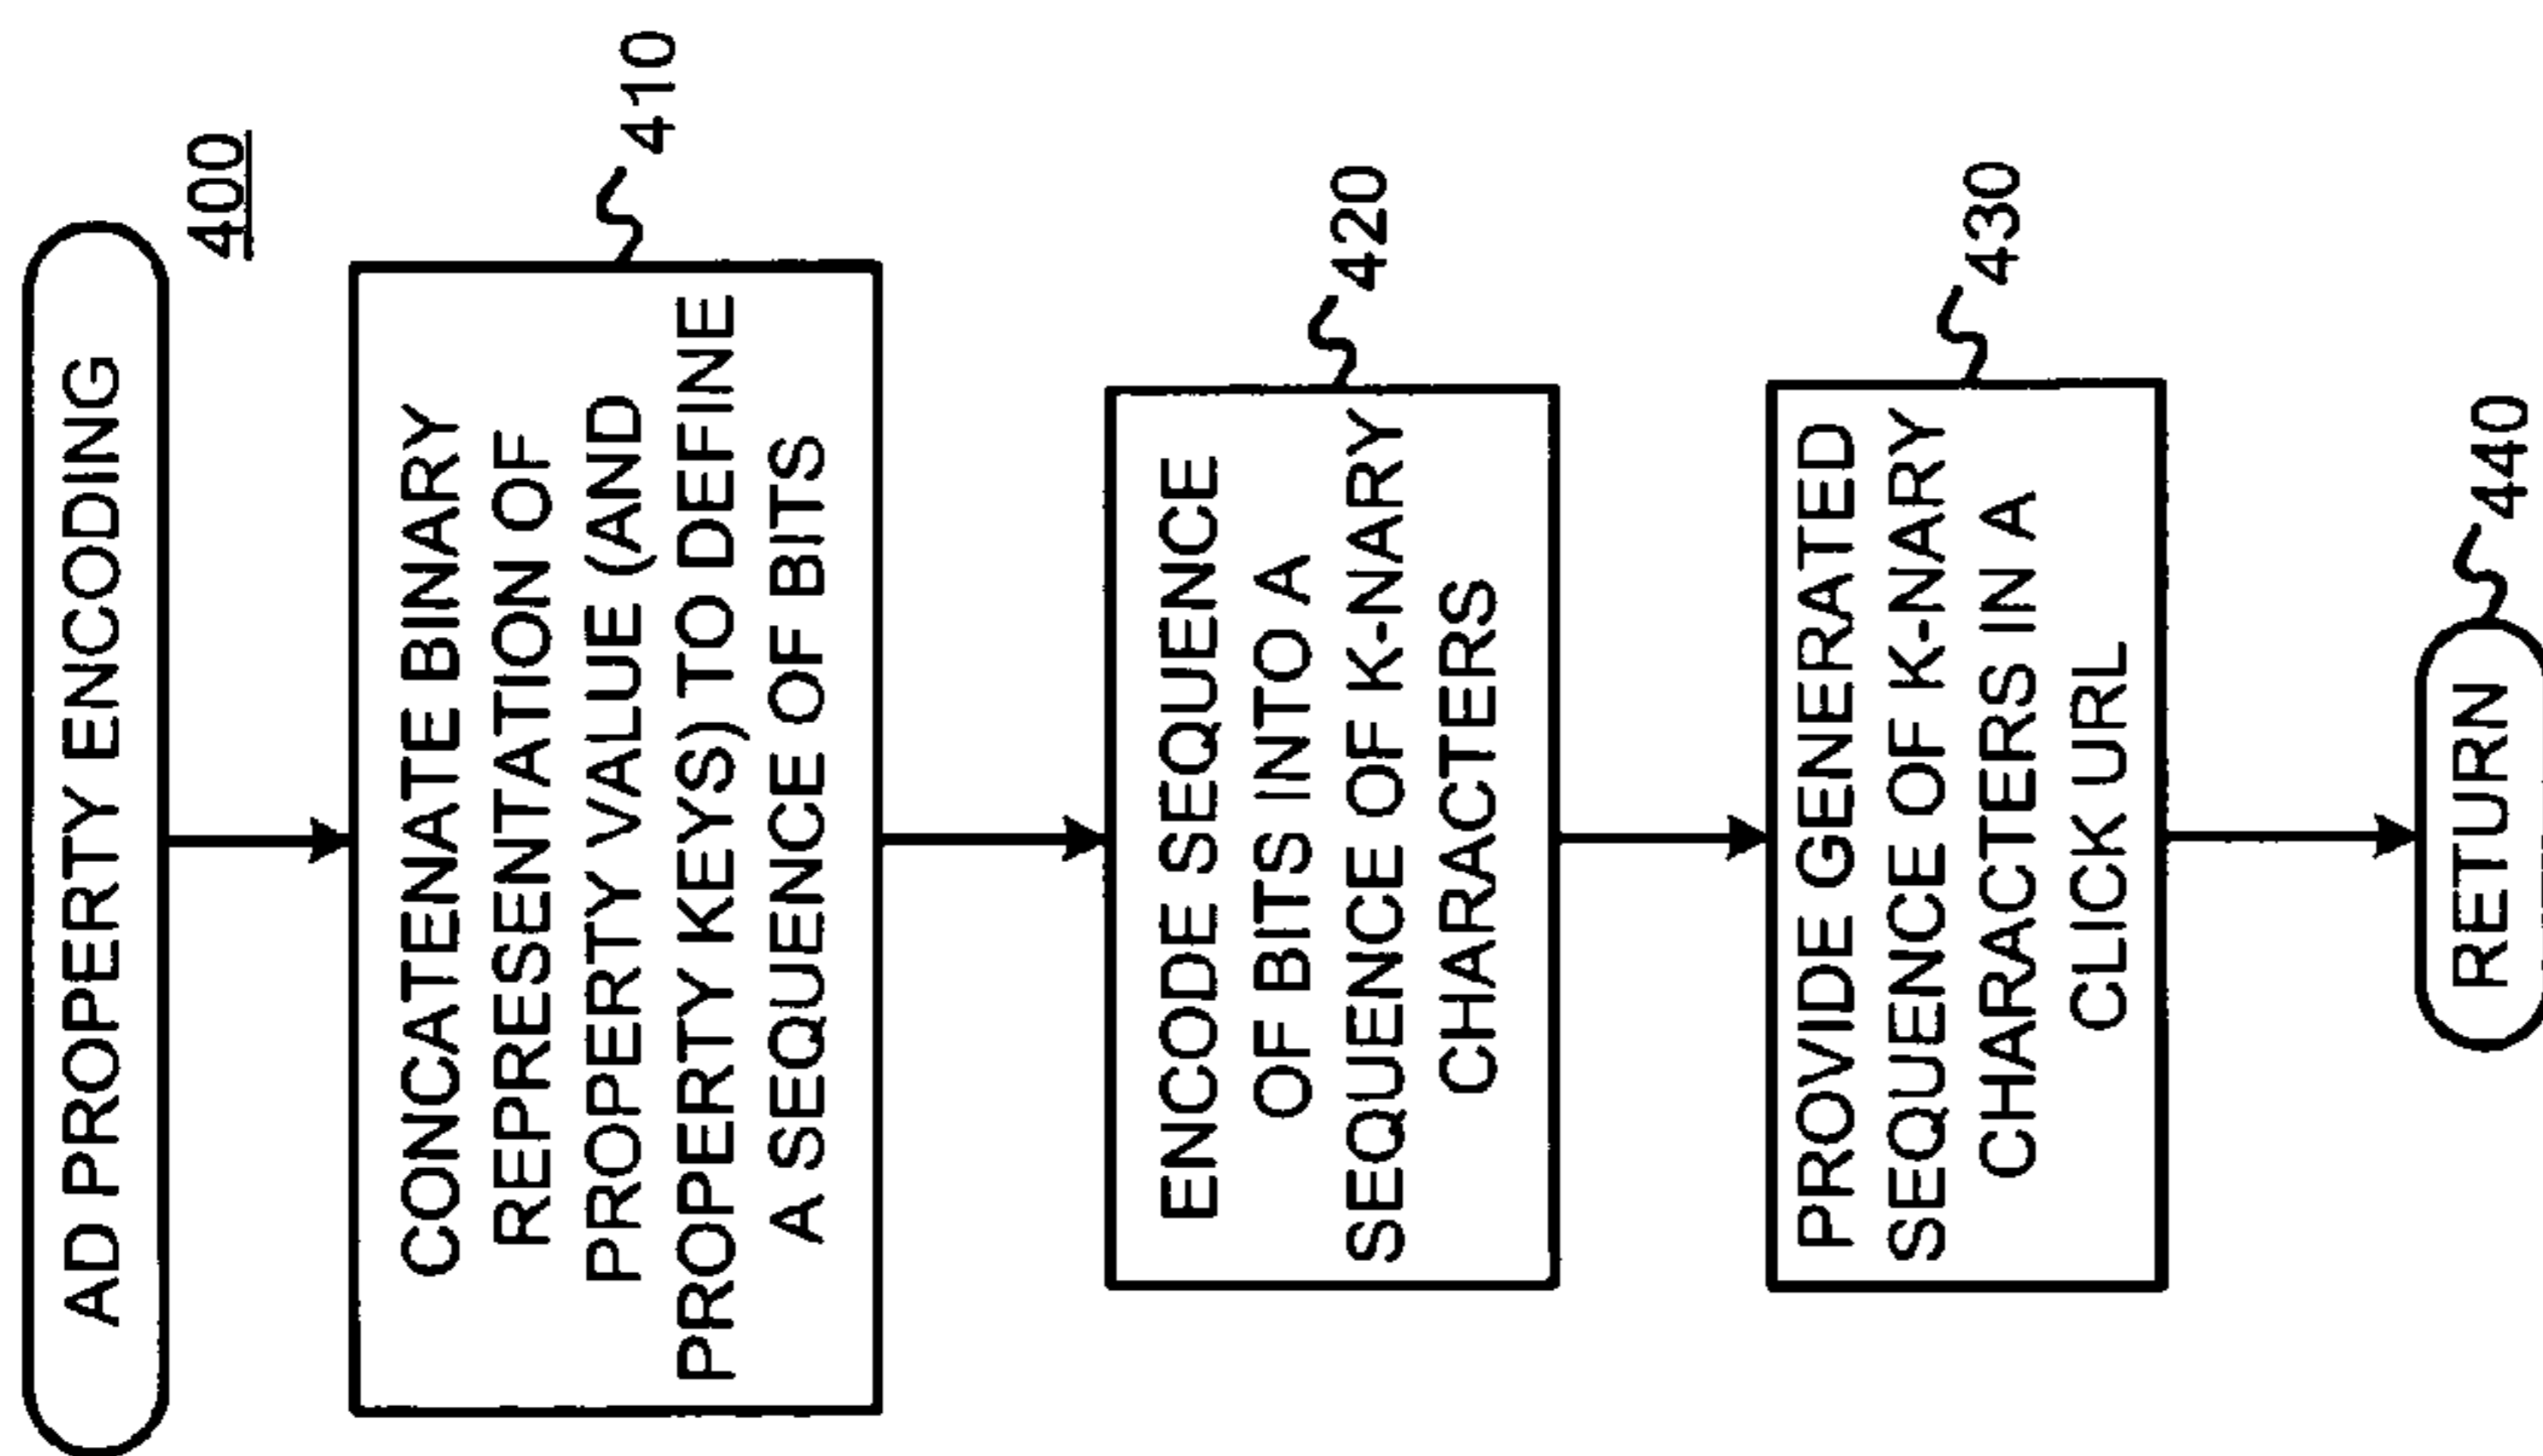 AD PROPERTY ENCODING
400
CONCATENATE BINARY
REPRESENTATION OF
PROPERTY VALUE (AND
PROPERTY KEYS) TO DEFINE
A SEQUENCE OF BITS
410
ENCODE SEQUENCE
OF BITS INTO A
SEQUENCE OF K-NARY
CHARACTERS
420
PROVIDE GENERATED
SEQUENCE OF K-NARY
CHARACTERS IN A
CLICK URL
430
RETURN
440